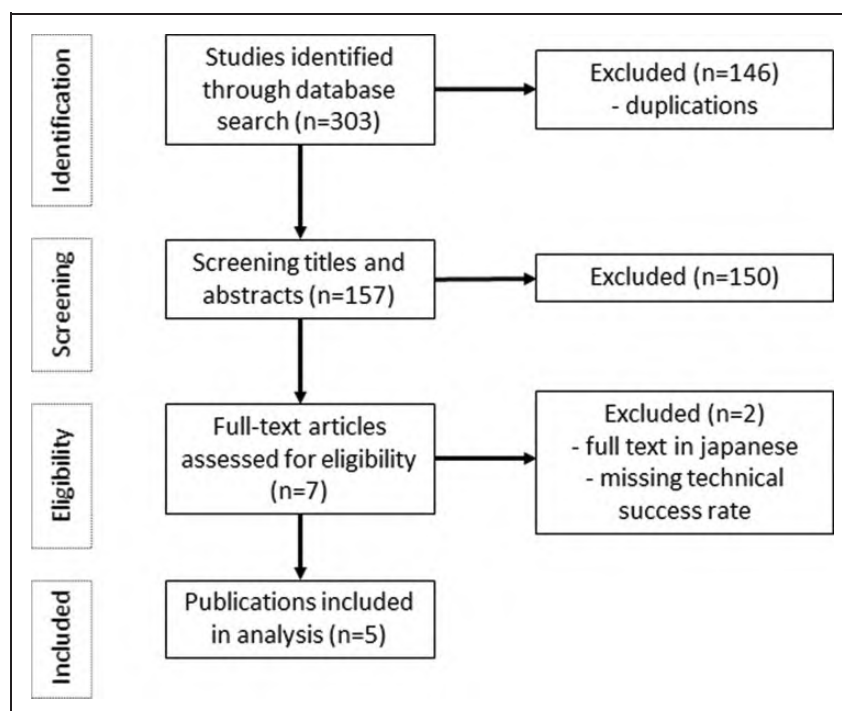 Identification
Studies identified
through database
search (n=303)
Excluded (n=146)
- duplications
Screening
Screening titles and
abstracts (n=157)
Excluded (n=150)
Eligibility
Full-text articles
assessed for eligibility
(n=7)
Excluded (n=2)
- full text in japanese
- missing technical
success rate
Included
Publications included
in analysis (n=5)